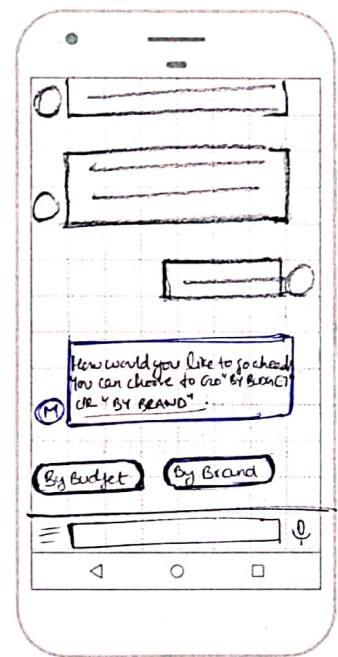 How would you like to go ahead
You can choose to GO "BY BUDGET"
OR "BY BRAND"
M
By Budget
By Brand